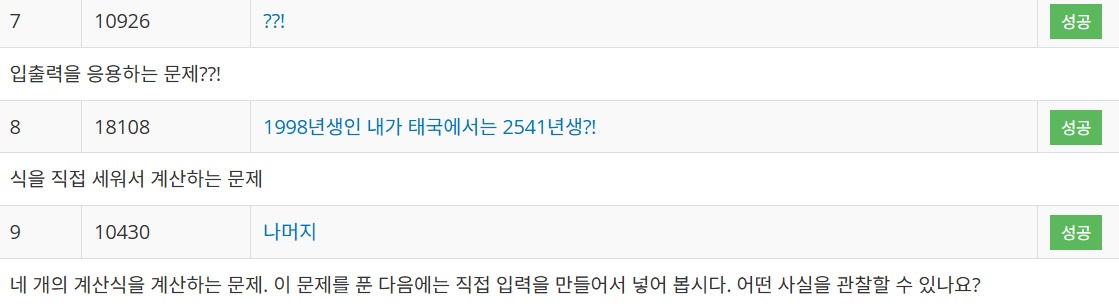 7 10926 ??! 성공
입출력을 응용하는 문제??!
8 18108 1998년생인 내가 태국에서는 2541년생?! 성공
식을 직접 세워서 계산하는 문제
9 10430 나머지 성공
네 개의 계산식을 계산하는 문제. 이 문제를 푼 다음에는 직접 입력을 만들어서 넣어 봅시다. 어떤 사실을 관찰할 수 있나요?